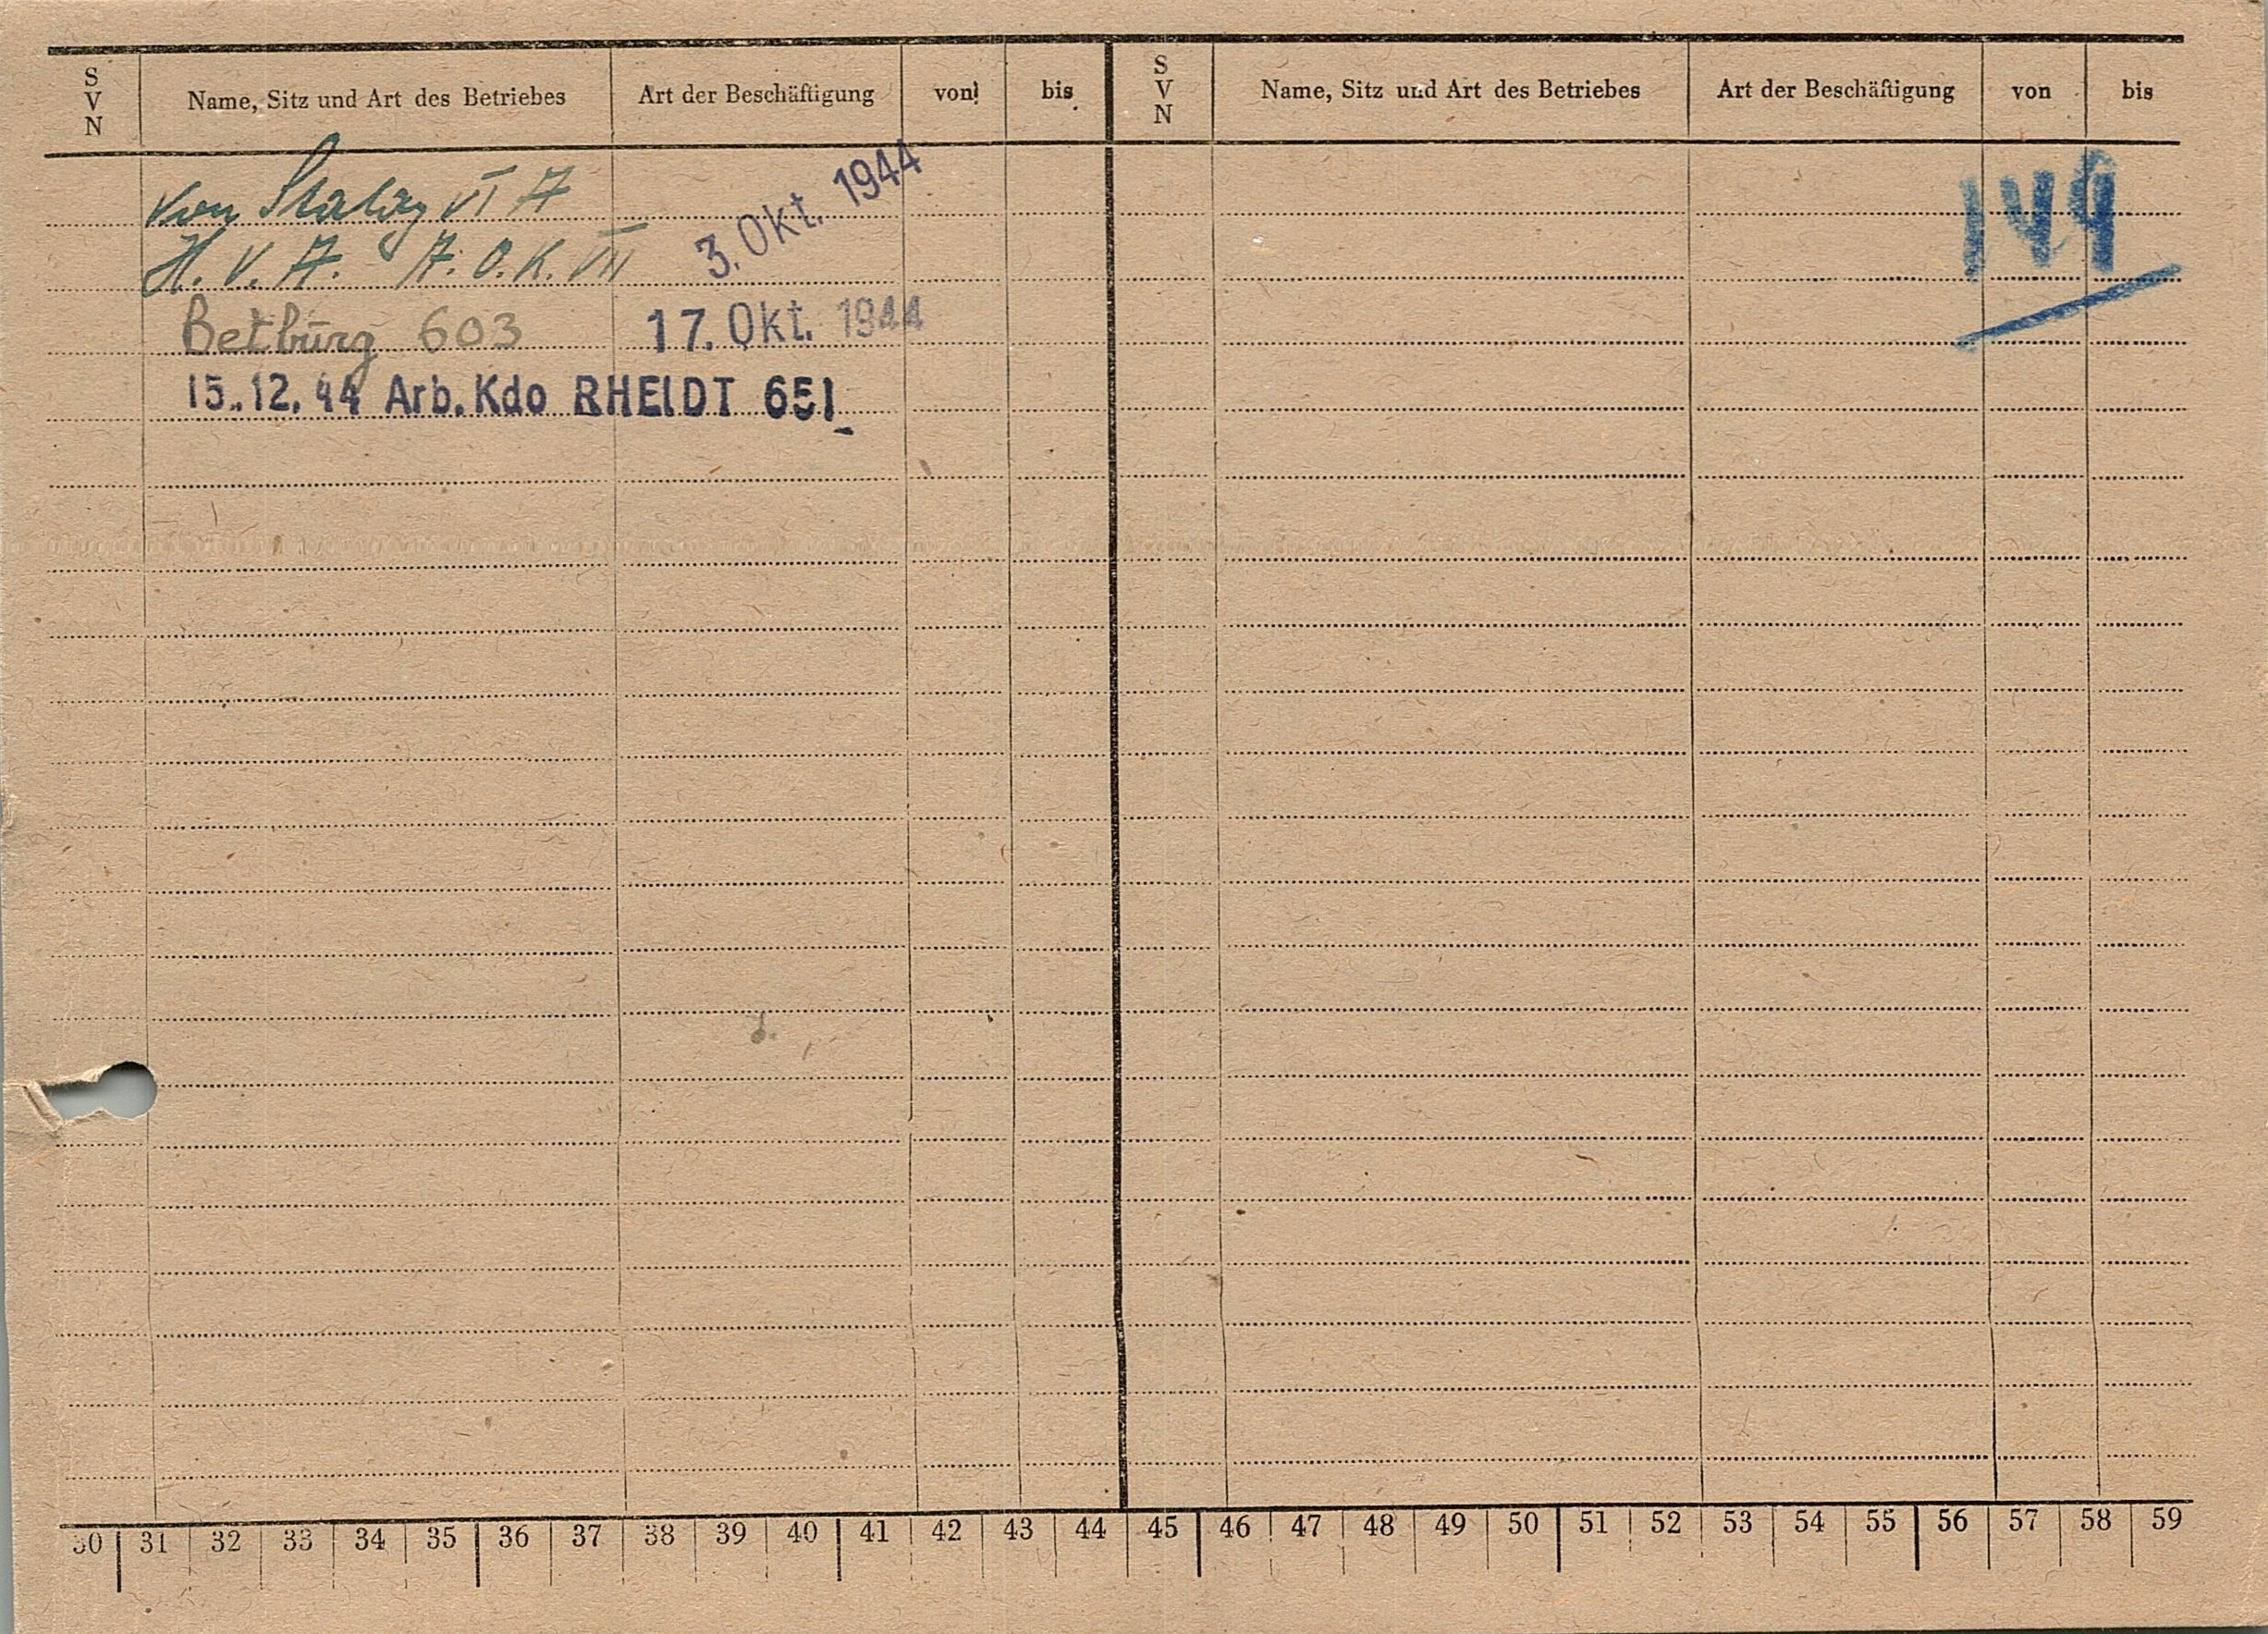 S V N Name, Sitz und Art des Betriebes Art der Beschäftigung von bis S V N Name, Sitz und Art des Betriebes Art der Beschäftigung von bis
von Stalag VI A
H. V. A. A.O.K. VII 3. Okt. 1944
149
Betburg 603 17. Okt. 1944
15.12.44 Arb. Kdo RHEIDT 651
30 31 32 33 34 35 36 37 38 39 40 41 42 43 44 45 46 47 48 49 50 51 52 53 54 55 56 57 58 59